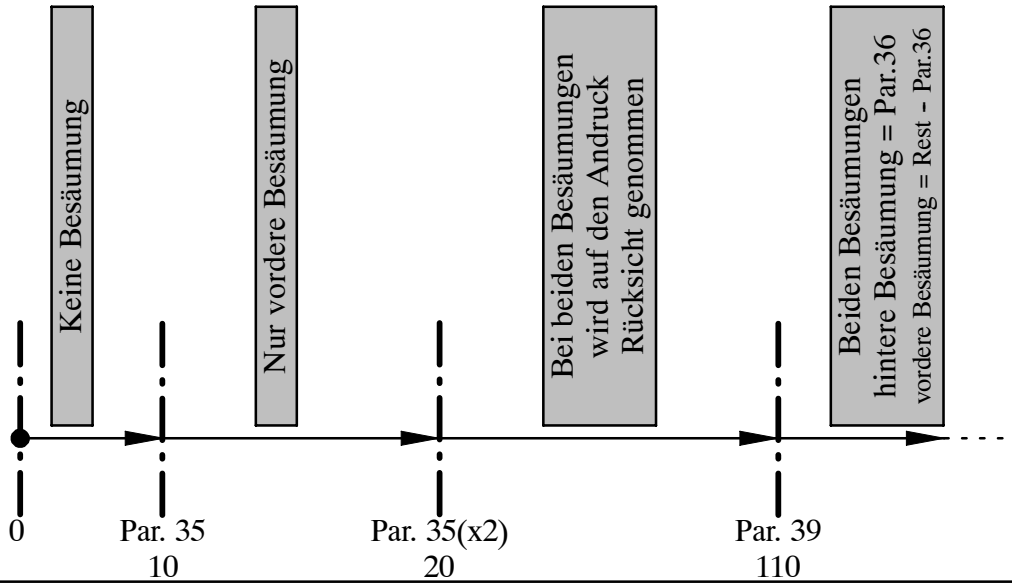 Keine Besäumung
Nur vordere Besäumung
Bei beiden Besäumungen
wird auf den Andruck
Rücksicht genommen
Beiden Besäumung
hintere Besäumung = Par.36
vordere Besäumung = Rest - Par.36
0
Par. 35
10
Par. 35(x2)
20
Par. 39
110